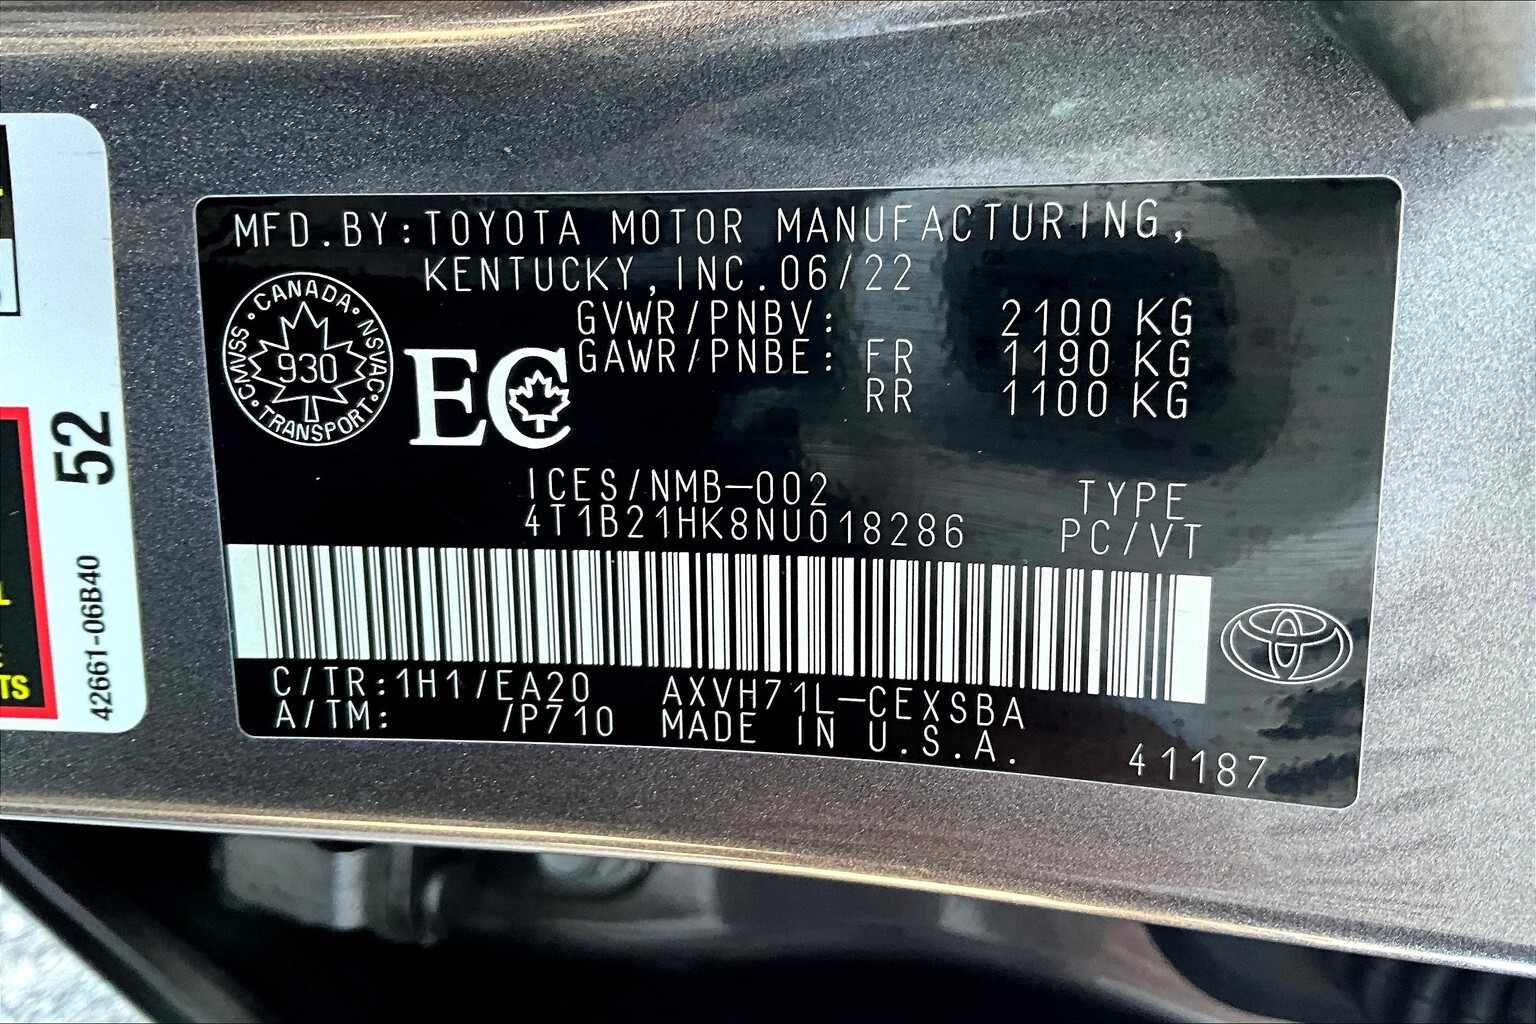 MFD.BY:TOYOTA MOTOR MANUFACTURING,
KENTUCKY, INC.06/22
GVWR/PNBV: 2100 KG
GAWR/PNBE: FR 1190 KG
RR 1100 KG
CANADA • NSVAC • TRANSPORT • CMVSS •
930
EC
ICES/NMB-002
4T1B21HK8NU018286
TYPE
PC/VT
C/TR:1H1/EA20 AXVH71L-CEXSBA
A/TM: /P710 MADE IN U.S.A.
41187
52
42661-06B40